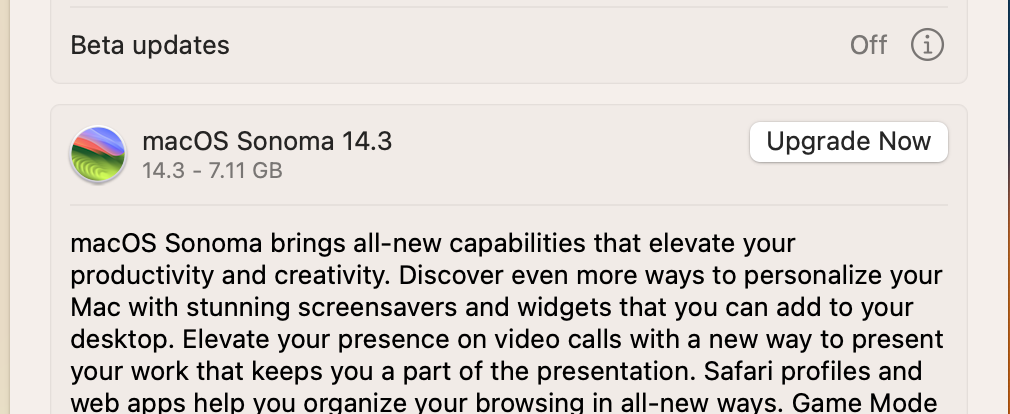 Beta updates Off
macOS Sonoma 14.3
14.3 - 7.11 GB
Upgrade Now
macOS Sonoma brings all-new capabilities that elevate your
productivity and creativity. Discover even more ways to personalize your
Mac with stunning screensavers and widgets that you can add to your
desktop. Elevate your presence on video calls with a new way to present
your work that keeps you a part of the presentation. Safari profiles and
web apps help you organize your browsing in all-new ways. Game Mode